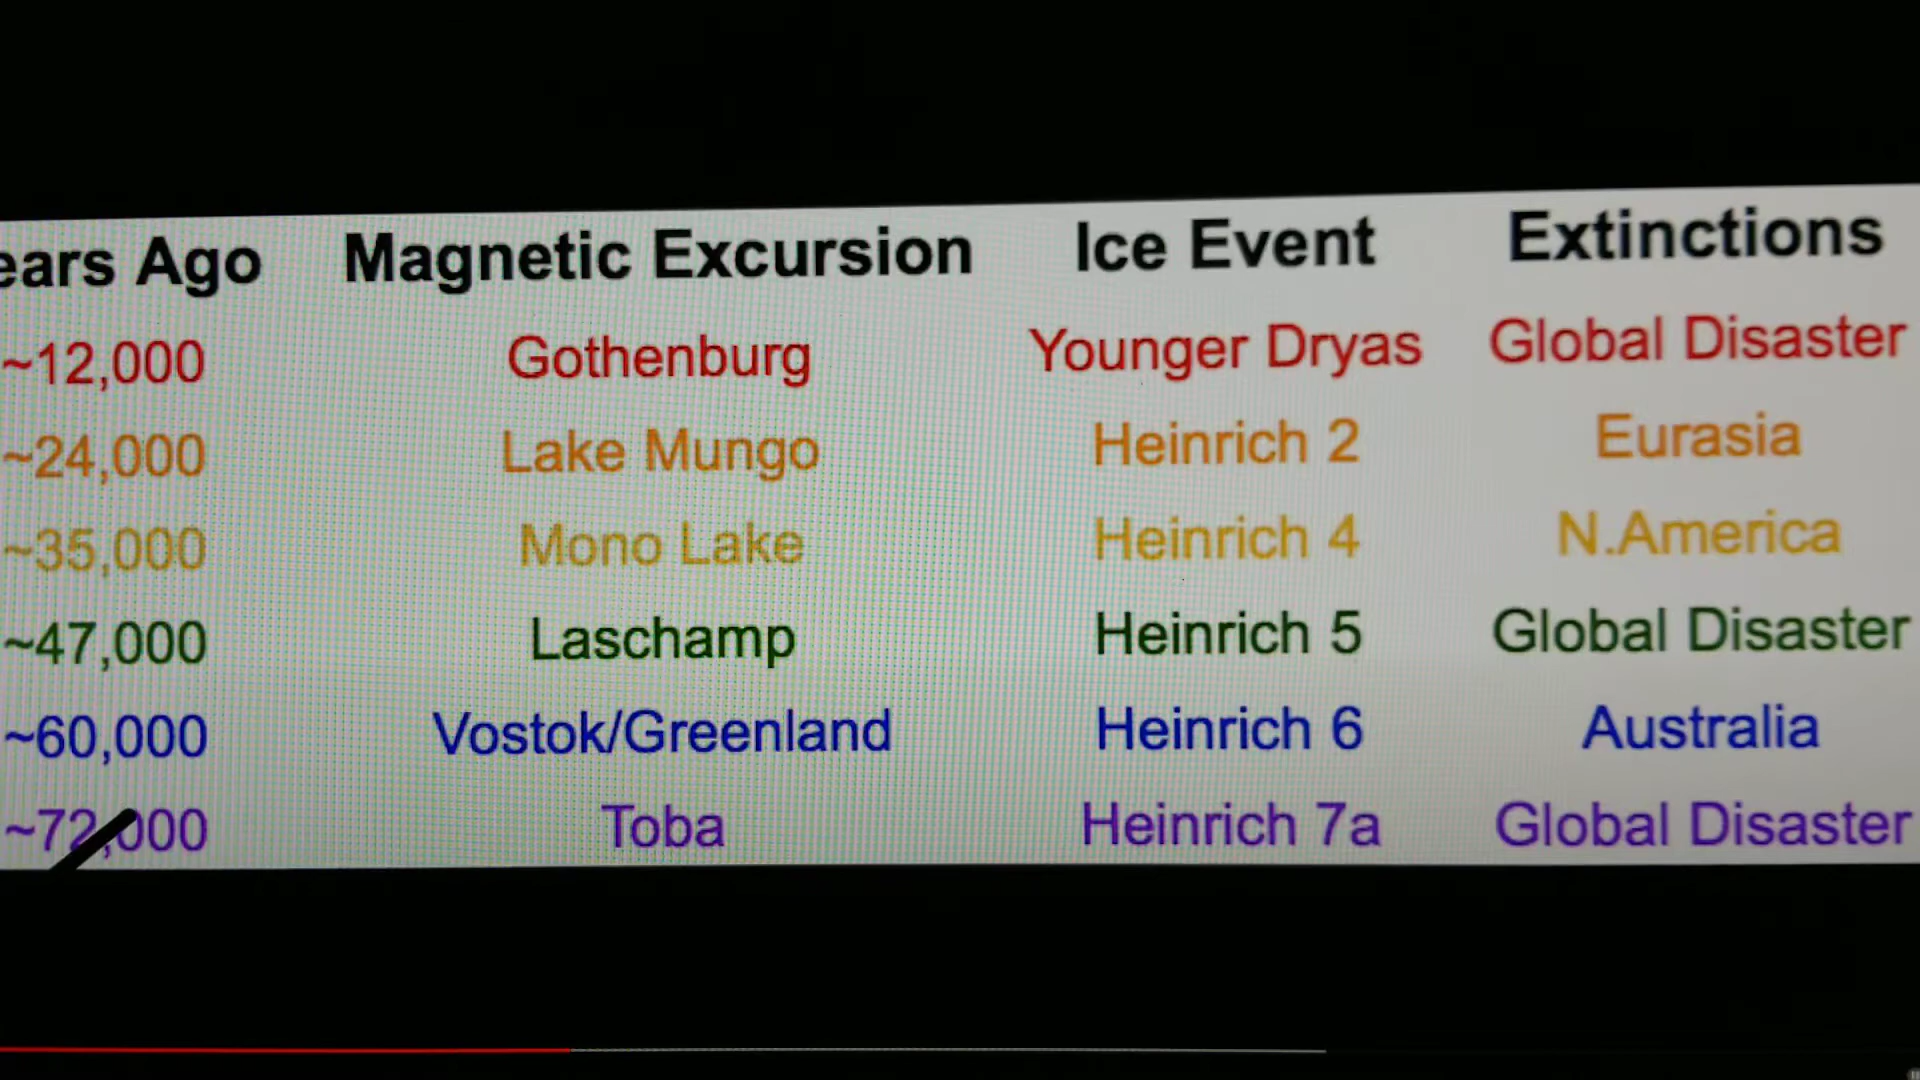 ears Ago Magnetic Excursion Ice Event Extinctions
~12,000 Gothenburg Younger Dryas Global Disaster
~24,000 Lake Mungo Heinrich 2 Eurasia
~35,000 Mono Lake Heinrich 4 N.America
~47,000 Laschamp Heinrich 5 Global Disaster
~60,000 Vostok/Greenland Heinrich 6 Australia
~72,000 Toba Heinrich 7a Global Disaster